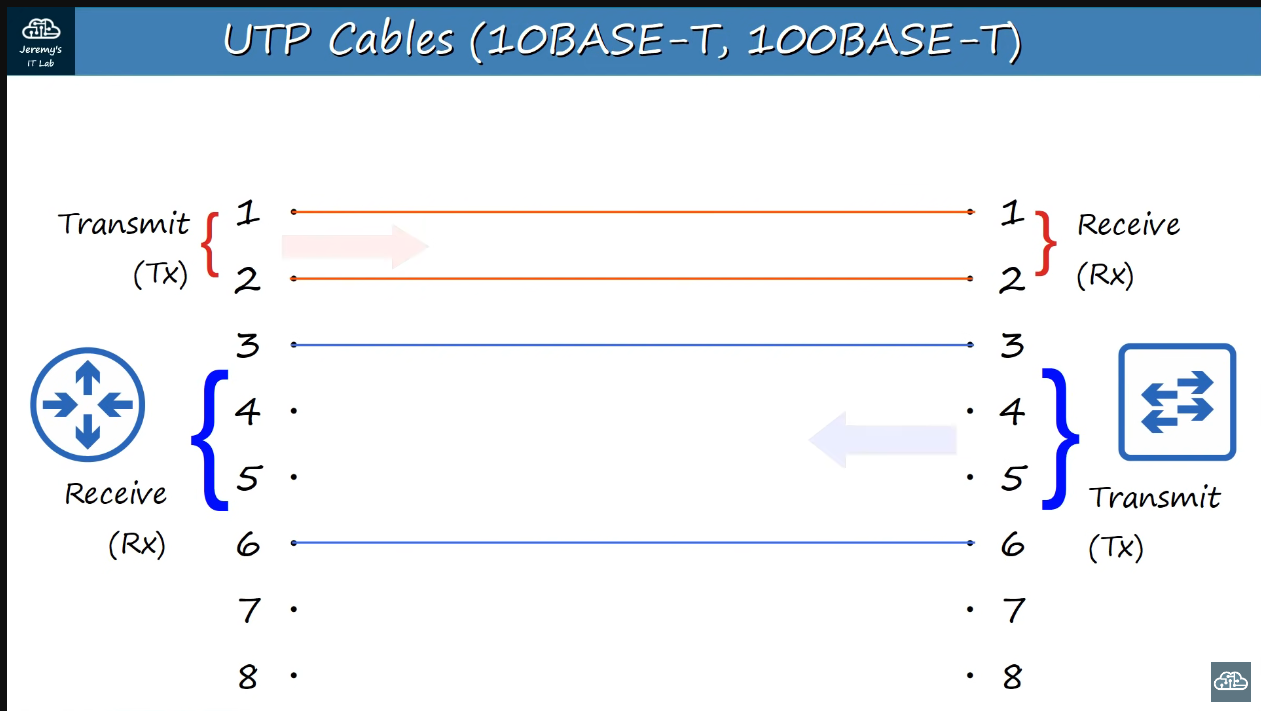 Jeremy's
IT Lab
UTP Cables (10BASE-T, 100BASE-T)
Transmit
(Tx)
1
2
3
4
5
6
7
8
Receive
(Rx)
1
2
3
4
5
6
7
8
Receive
(Rx)
Transmit
(Tx)